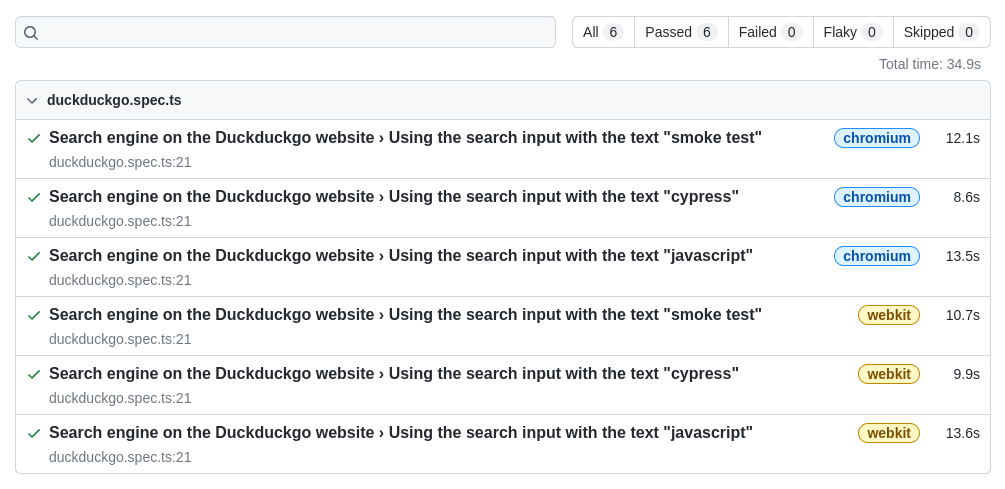 All 6 Passed 6 Failed 0 Flaky 0 Skipped 0
Total time: 34.9s
duckduckgo.spec.ts
Search engine on the Duckduckgo website › Using the search input with the text "smoke test" chromium 12.1s
duckduckgo.spec.ts:21
Search engine on the Duckduckgo website › Using the search input with the text "cypress" chromium 8.6s
duckduckgo.spec.ts:21
Search engine on the Duckduckgo website › Using the search input with the text "javascript" chromium 13.5s
duckduckgo.spec.ts:21
Search engine on the Duckduckgo website › Using the search input with the text "smoke test" webkit 10.7s
duckduckgo.spec.ts:21
Search engine on the Duckduckgo website › Using the search input with the text "cypress" webkit 9.9s
duckduckgo.spec.ts:21
Search engine on the Duckduckgo website › Using the search input with the text "javascript" webkit 13.6s
duckduckgo.spec.ts:21